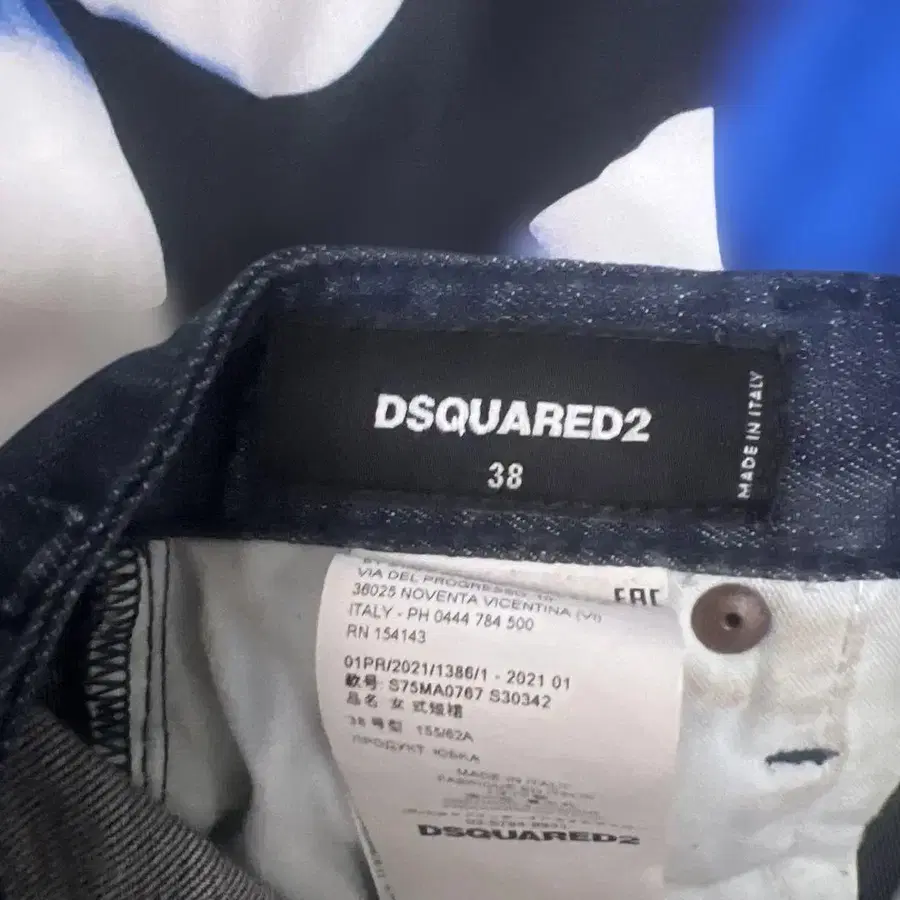 DSQUARED2
38
MADE IN ITALY
VIA DEL PROGRESSO
36025 NOVENTA VICENTINA (VI)
ITALY - PH 0444 784 500
RN 154143
EAC
01PR/2021/1386/1 - 2021 01
款号 S75MA0767 S30342
品名 女式短裙
38 号型 155/62A
ПРОДУКТ ЮБКА
MADE IN ITALY
DSQUARED2